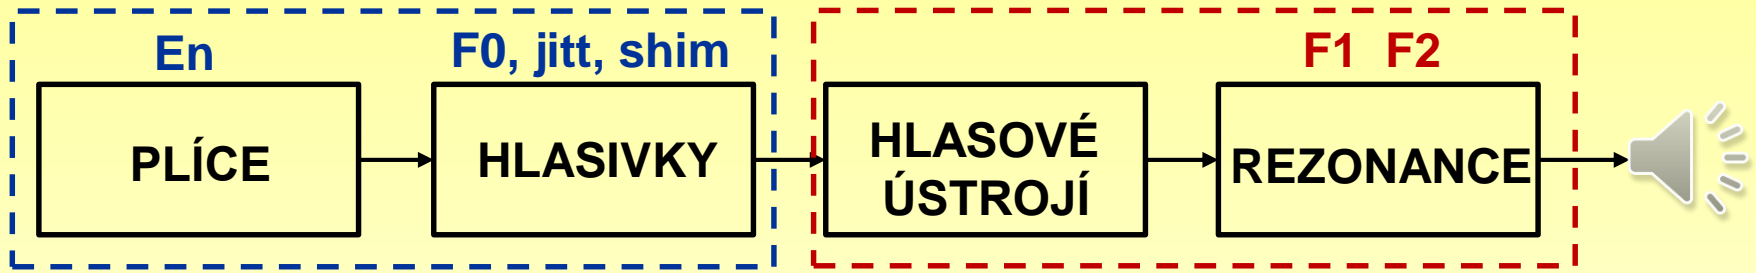 En
F0, jitt, shim
F1 F2
PLÍCE
HLASIVKY
HLASOVÉ
ÚSTROJÍ
REZONANCE